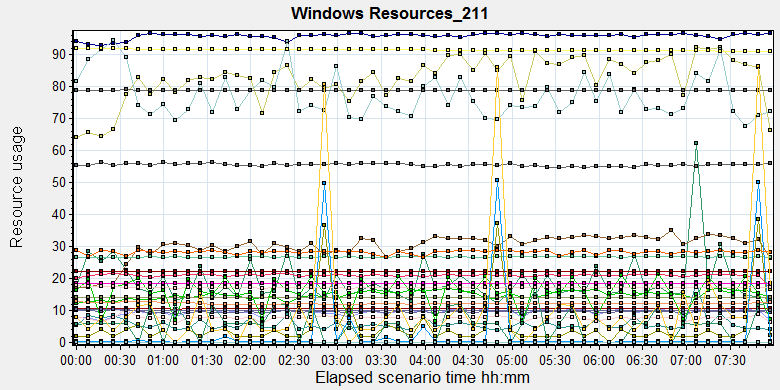 Windows Resources_211
Resource usage
90
80
70
60
50
40
30
20
10
0
00:00 00:30 01:00 01:30 02:00 02:30 03:00 03:30 04:00 04:30 05:00 05:30 06:00 06:30 07:00 07:30
Elapsed scenario time hh:mm